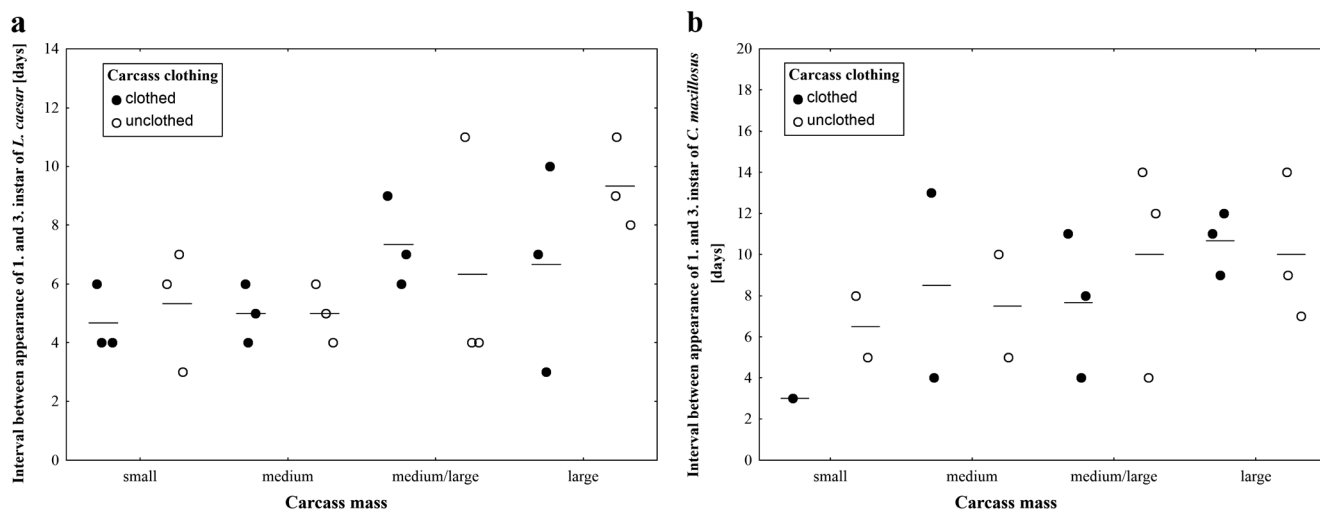 a
Interval between appearance of 1. and 3. instar of L. caesar [days]
14
12
10
8
6
4
2
0
Carcass clothing
clothed
unclothed
small medium medium/large large
Carcass mass
b
Interval between appearance of 1. and 3. instar of C. maxillosus
[days]
20
18
16
14
12
10
8
6
4
2
0
Carcass clothing
clothed
unclothed
small medium medium/large large
Carcass mass